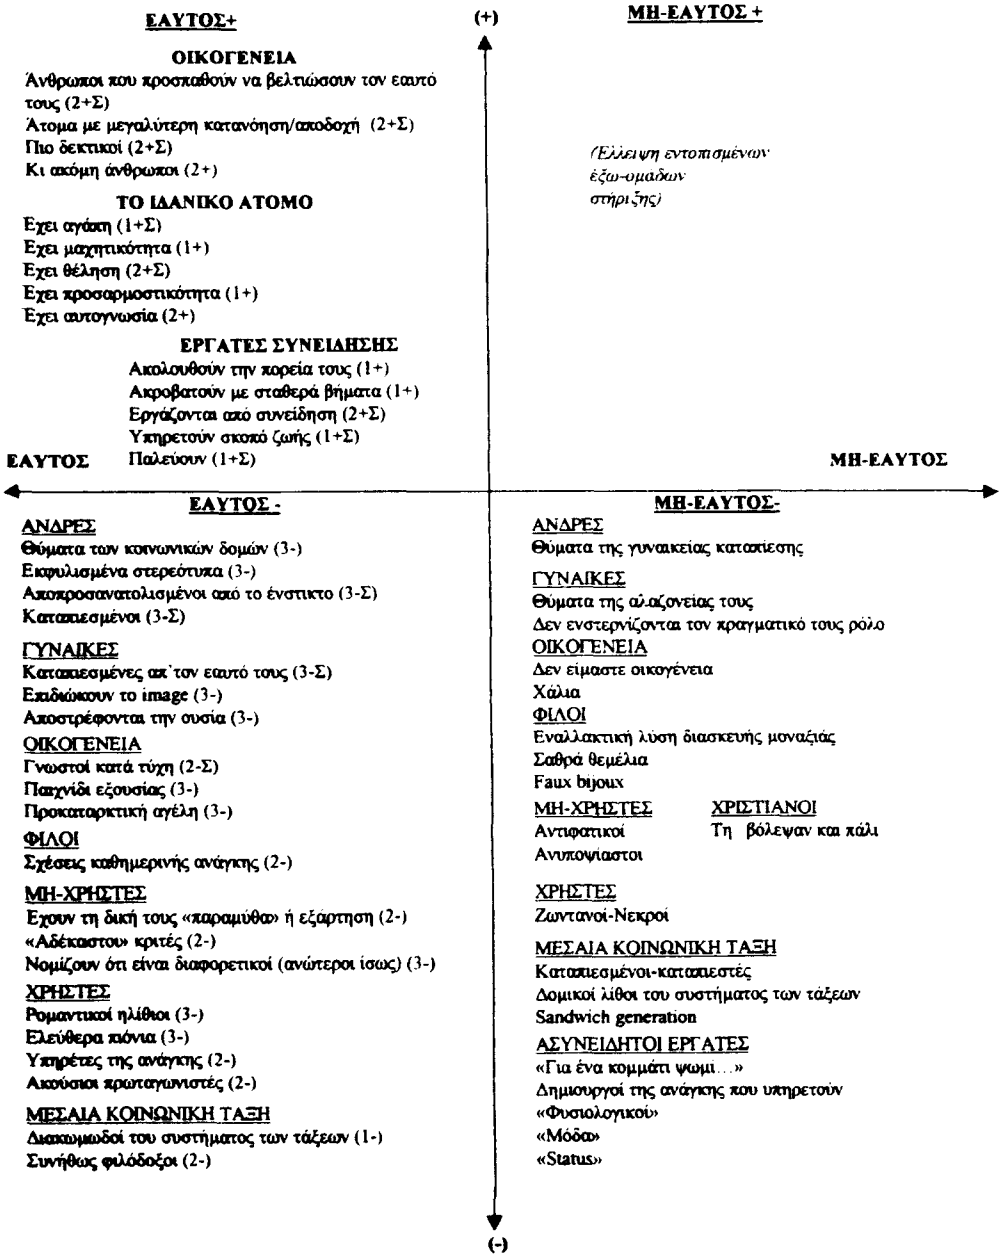 ΕΑΥΤΟΣ+
(+)
ΜΗ-ΕΑΥΤΟΣ +
ΟΙΚΟΓΕΝΕΙΑ
Άνθρωποι που προσπαθούν να βελτιώσουν τον εαυτό
τους (2+Σ)
Άτομα με μεγαλύτερη κατανόηση/αποδοχή (2+Σ)
Πιο δεκτικοί (2+Σ)
Κι ακόμη άνθρωποι (2+)
(Έλλειψη εντοπισμένων
έξω-ομαδων
στήριξης)
ΤΟ ΙΔΑΝΙΚΟ ΑΤΟΜΟ
Έχει αγάπη (1+Σ)
Έχει μαχητικότητα (1+)
Έχει θέληση (2+Σ)
Έχει προσαρμοστικότητα (1+)
Έχει αυτογνωσία (2+)
ΕΡΓΑΤΕΣ ΣΥΝΕΙΔΗΣΗΣ
Ακολουθούν την πορεία τους (1+)
Ακροβατούν με σταθερά βήματα (1+)
Εργάζονται από συνείδηση (2+Σ)
Υπηρετούν σκοπό ζωής (1+Σ)
Παλεύουν (1+Σ)
ΕΑΥΤΟΣ
ΜΗ-ΕΑΥΤΟΣ
ΕΑΥΤΟΣ -
ΑΝΔΡΕΣ
Θύματα των κοινωνικών δομών (3-)
Εκφυλισμένα στερεότυπα (3-)
Αποπροσανατολισμένοι από το ένστικτο (3-Σ)
Καταπιεσμένοι (3-Σ)
ΓΥΝΑΙΚΕΣ
Καταπιεσμένες απ΄τον εαυτό τους (3-Σ)
Επιδιώκουν το image (3-)
Αποστρέφονται την ουσία (3-)
ΟΙΚΟΓΕΝΕΙΑ
Γνωστοί κατά τύχη (2-Σ)
Παιχνίδι εξουσίας (3-)
Προκαταρκτική αγέλη (3-)
ΦΙΛΟΙ
Σχέσεις καθημερινής ανάγκης (2-)
ΜΗ-ΧΡΗΣΤΕΣ
Έχουν τη δική τους «παραμύθα» ή εξάρτηση (2-)
«Αδέκαστοι» κριτές (2-)
Νομίζουν ότι είναι διαφορετικοί (ανώτεροι ίσως) (3-)
ΧΡΗΣΤΕΣ
Ρομαντικοί ηλίθιοι (3-)
Ελεύθερα πιόνια (3-)
Υπηρέτες της ανάγκης (2-)
Ακούσιοι πρωταγωνιστές (2-)
ΜΕΣΑΙΑ ΚΟΙΝΩΝΙΚΗ ΤΑΞΗ
Διακωμωδοί του συστήματος των τάξεων (1-)
Συνήθως φιλόδοξοι (2-)
ΜΗ-ΕΑΥΤΟΣ-
ΑΝΔΡΕΣ
Θύματα της γυναικείας καταπίεσης
ΓΥΝΑΙΚΕΣ
Θύματα της αλαζονείας τους
Δεν ενστερνίζονται τον πραγματικό τους ρόλο
ΟΙΚΟΓΕΝΕΙΑ
Δεν είμαστε οικογένεια
Χάλια
ΦΙΛΟΙ
Εναλλακτική λύση διασκευής μοναξιάς
Σαθρά θεμέλια
Faux bijoux
ΜΗ-ΧΡΗΣΤΕΣ ΧΡΙΣΤΙΑΝΟΙ
Αντιφατικοί Τη βόλεψαν και πάλι
Ανυποψίαστοι
ΧΡΗΣΤΕΣ
Ζωντανοί-Νεκροί
ΜΕΣΑΙΑ ΚΟΙΝΩΝΙΚΗ ΤΑΞΗ
Καταπιεσμένοι-καταπιεστές
Δομικοί λίθοι του συστήματος των τάξεων
Sandwich generation
ΑΣΥΝΕΙΔΗΤΟΙ ΕΡΓΑΤΕΣ
«Για ένα κομμάτι ψωμί…»
Δημιουργοί της ανάγκης που υπηρετούν
«Φυσιολογικοί»
«Μόδα»
«Status»
(-)